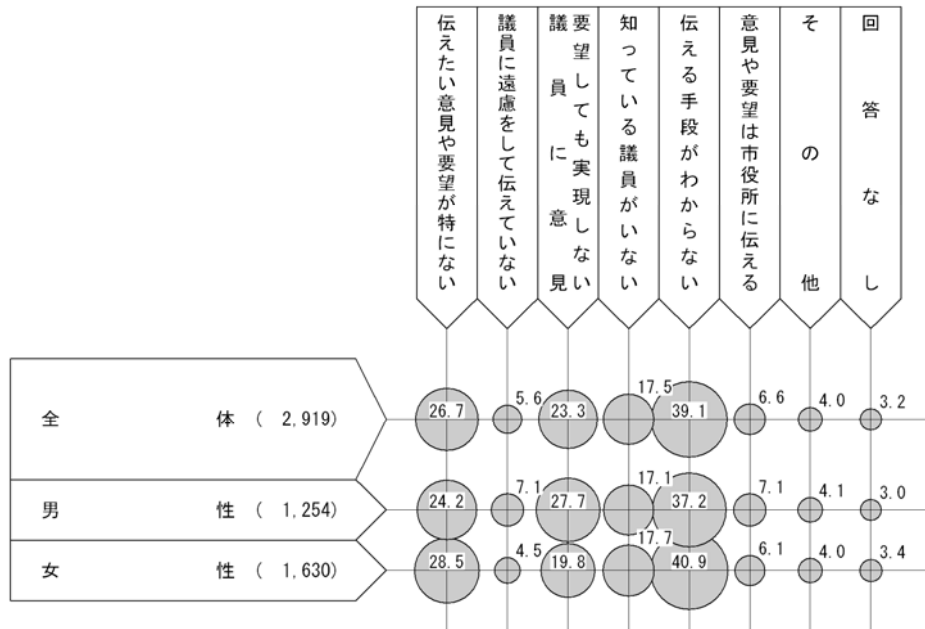 伝えたい意見や要望が特にない
議員に遠慮をして伝えていない
議員に意見
要望しても実現しない
知っている議員がいない
伝える手段がわからない
意見や要望は市役所に伝える
その他
回答なし
全体 ( 2,919)
26.7 5.6 23.3 17.5 39.1 6.6 4.0 3.2
男性 ( 1,254)
24.2 7.1 27.7 17.1 37.2 7.1 4.1 3.0
女性 ( 1,630)
28.5 4.5 19.8 17.7 40.9 6.1 4.0 3.4